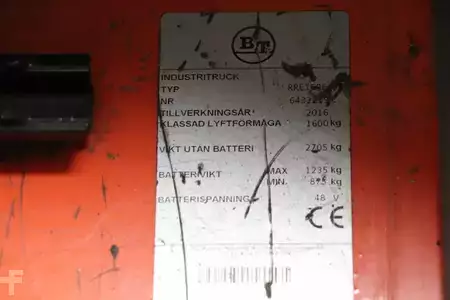 BT
INDUSTRITRUCK
TYP
NR
TILLVERKNINGSÅR 2016
KLASSAD LYFTFÖRMÅGA 1600 kg
VIKT UTAN BATTERI 2705 kg
BATTERIVIKT MAX 1235 kg
MIN. kg
BATTERISPANNING 48 V
CE